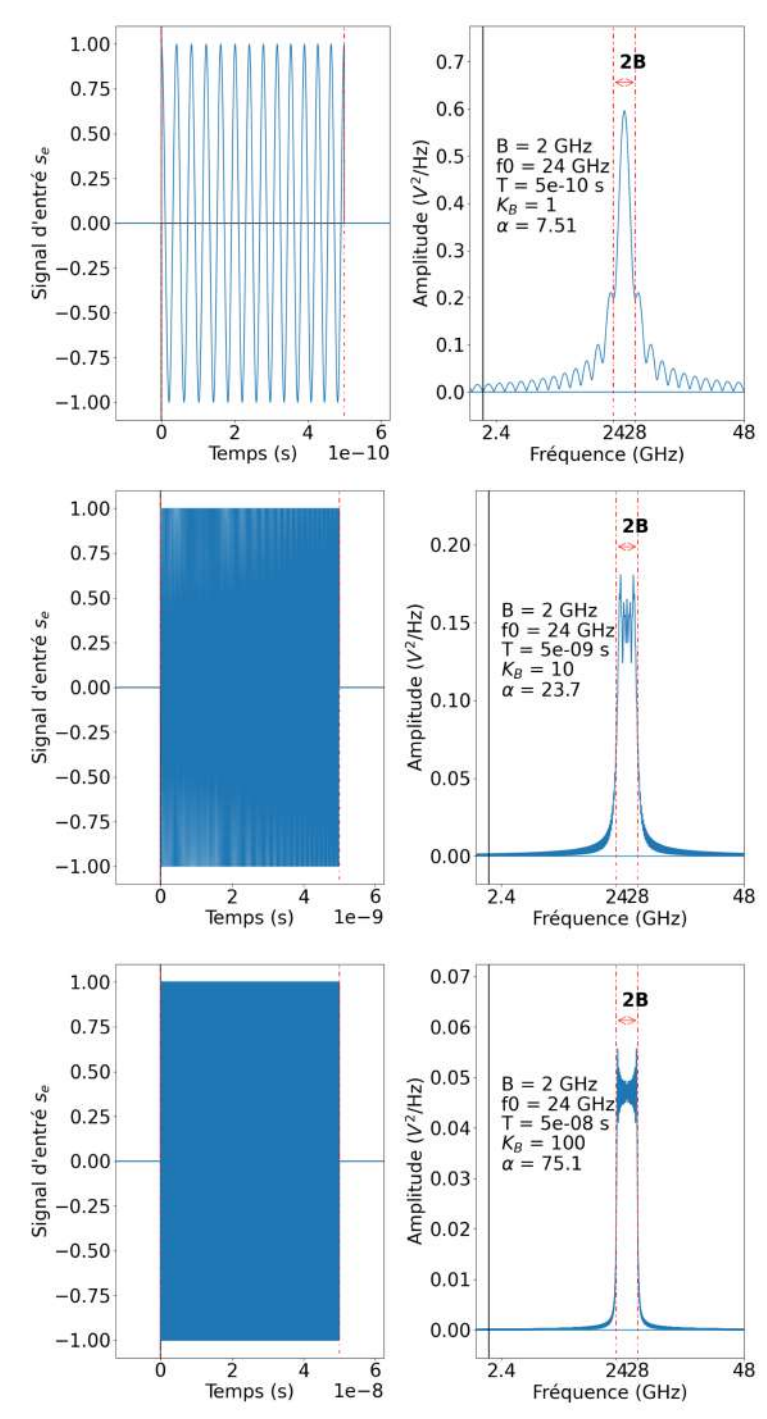 1.00
0.75
0.50
0.25
0.00
−0.25
−0.50
−0.75
−1.00
Signal d'entré sₑ
0 2 4 6
Temps (s) 1e−10
0.7
0.6
0.5
0.4
0.3
0.2
0.1
0.0
Amplitude (V²/Hz)
2B
B = 2 GHz
f0 = 24 GHz
T = 5e-10 s
K_B = 1
α = 7.51
2.4 2428 48
Fréquence (GHz)
1.00
0.75
0.50
0.25
0.00
−0.25
−0.50
−0.75
−1.00
Signal d'entré sₑ
0 2 4 6
Temps (s) 1e−9
0.20
0.15
0.10
0.05
0.00
Amplitude (V²/Hz)
2B
B = 2 GHz
f0 = 24 GHz
T = 5e-09 s
K_B = 10
α = 23.7
2.4 2428 48
Fréquence (GHz)
1.00
0.75
0.50
0.25
0.00
−0.25
−0.50
−0.75
−1.00
Signal d'entré sₑ
0 2 4 6
Temps (s) 1e−8
0.07
0.06
0.05
0.04
0.03
0.02
0.01
0.00
Amplitude (V²/Hz)
2B
B = 2 GHz
f0 = 24 GHz
T = 5e-08 s
K_B = 100
α = 75.1
2.4 2428 48
Fréquence (GHz)